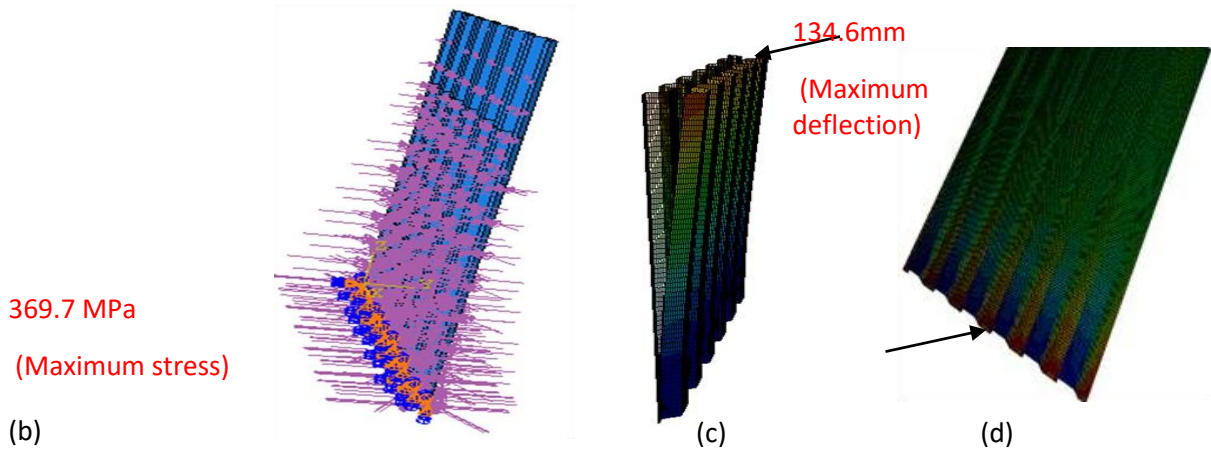 134.6mm
(Maximum
deflection)
369.7 MPa
(Maximum stress)
(b)
(c)
(d)